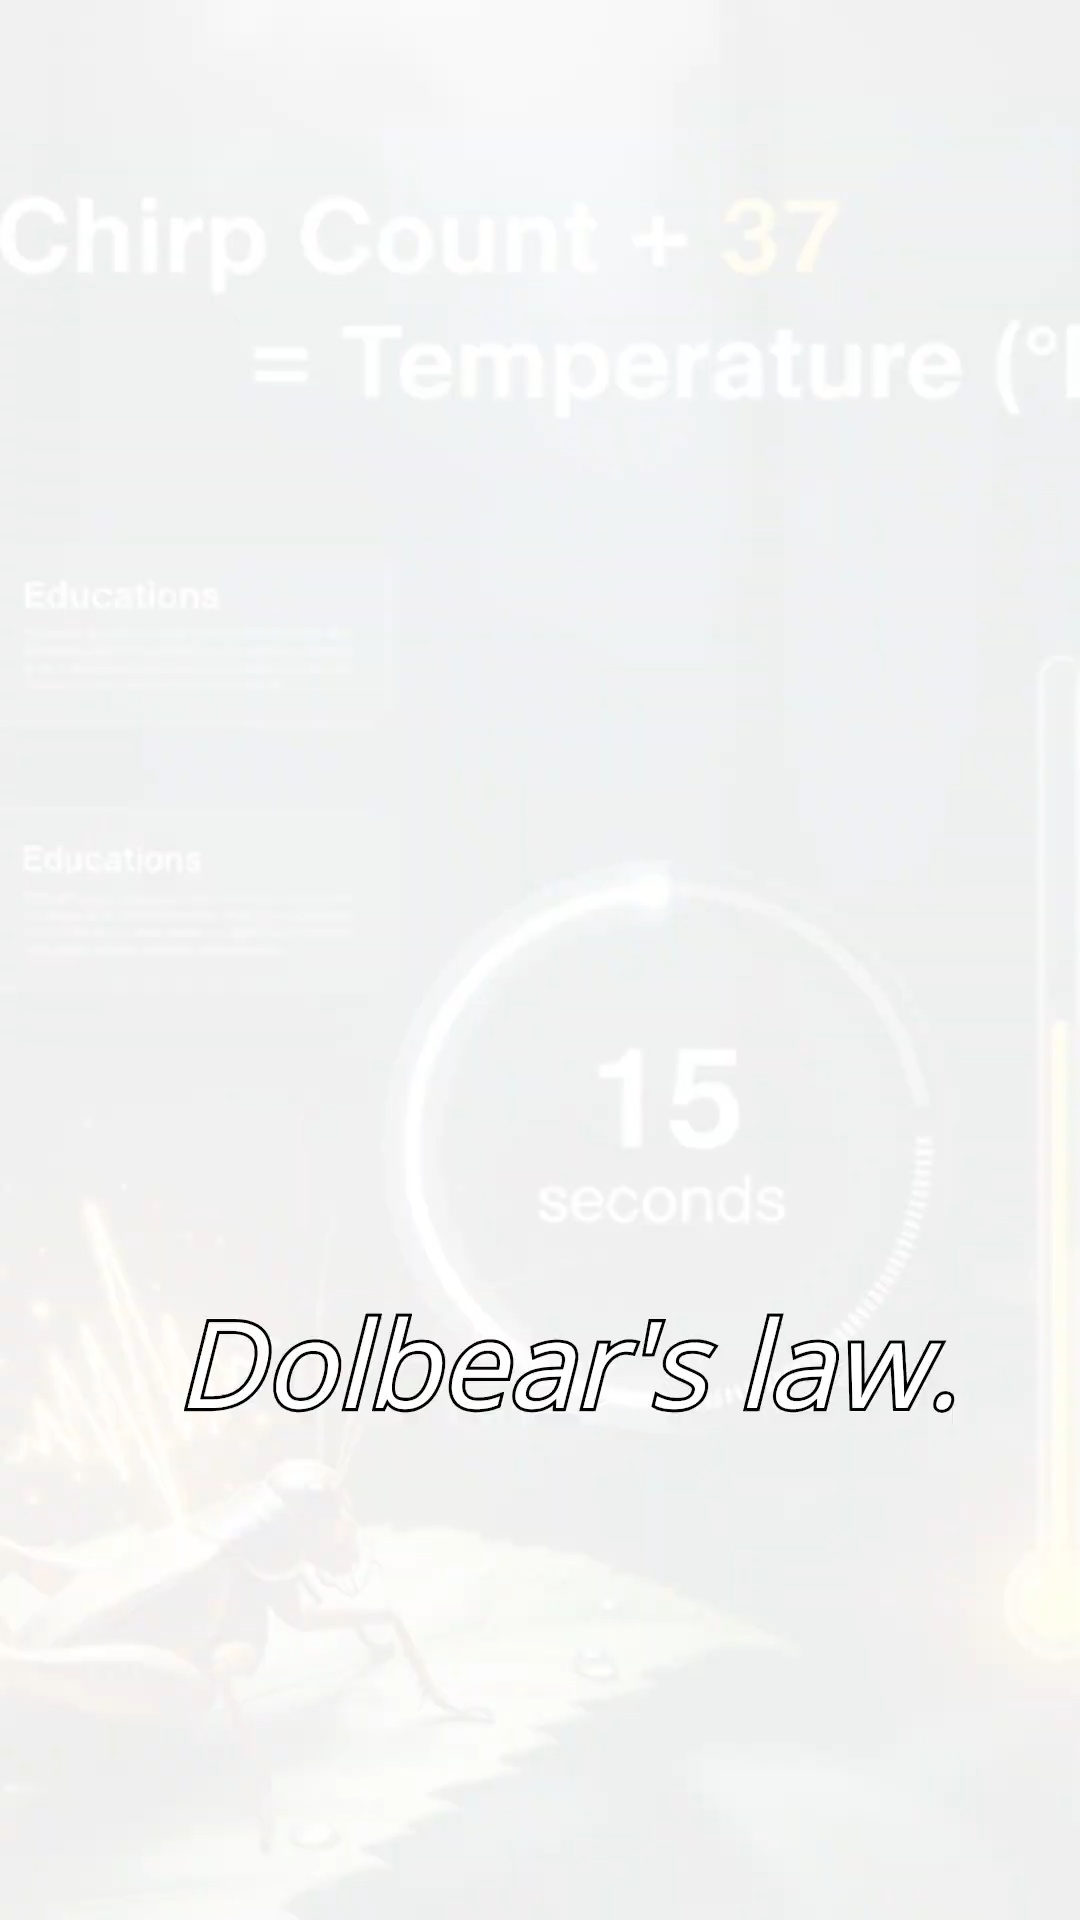 Chirp Count + 37
= Temperature (°
Educations
Educations
15
seconds
Dolbear's law.